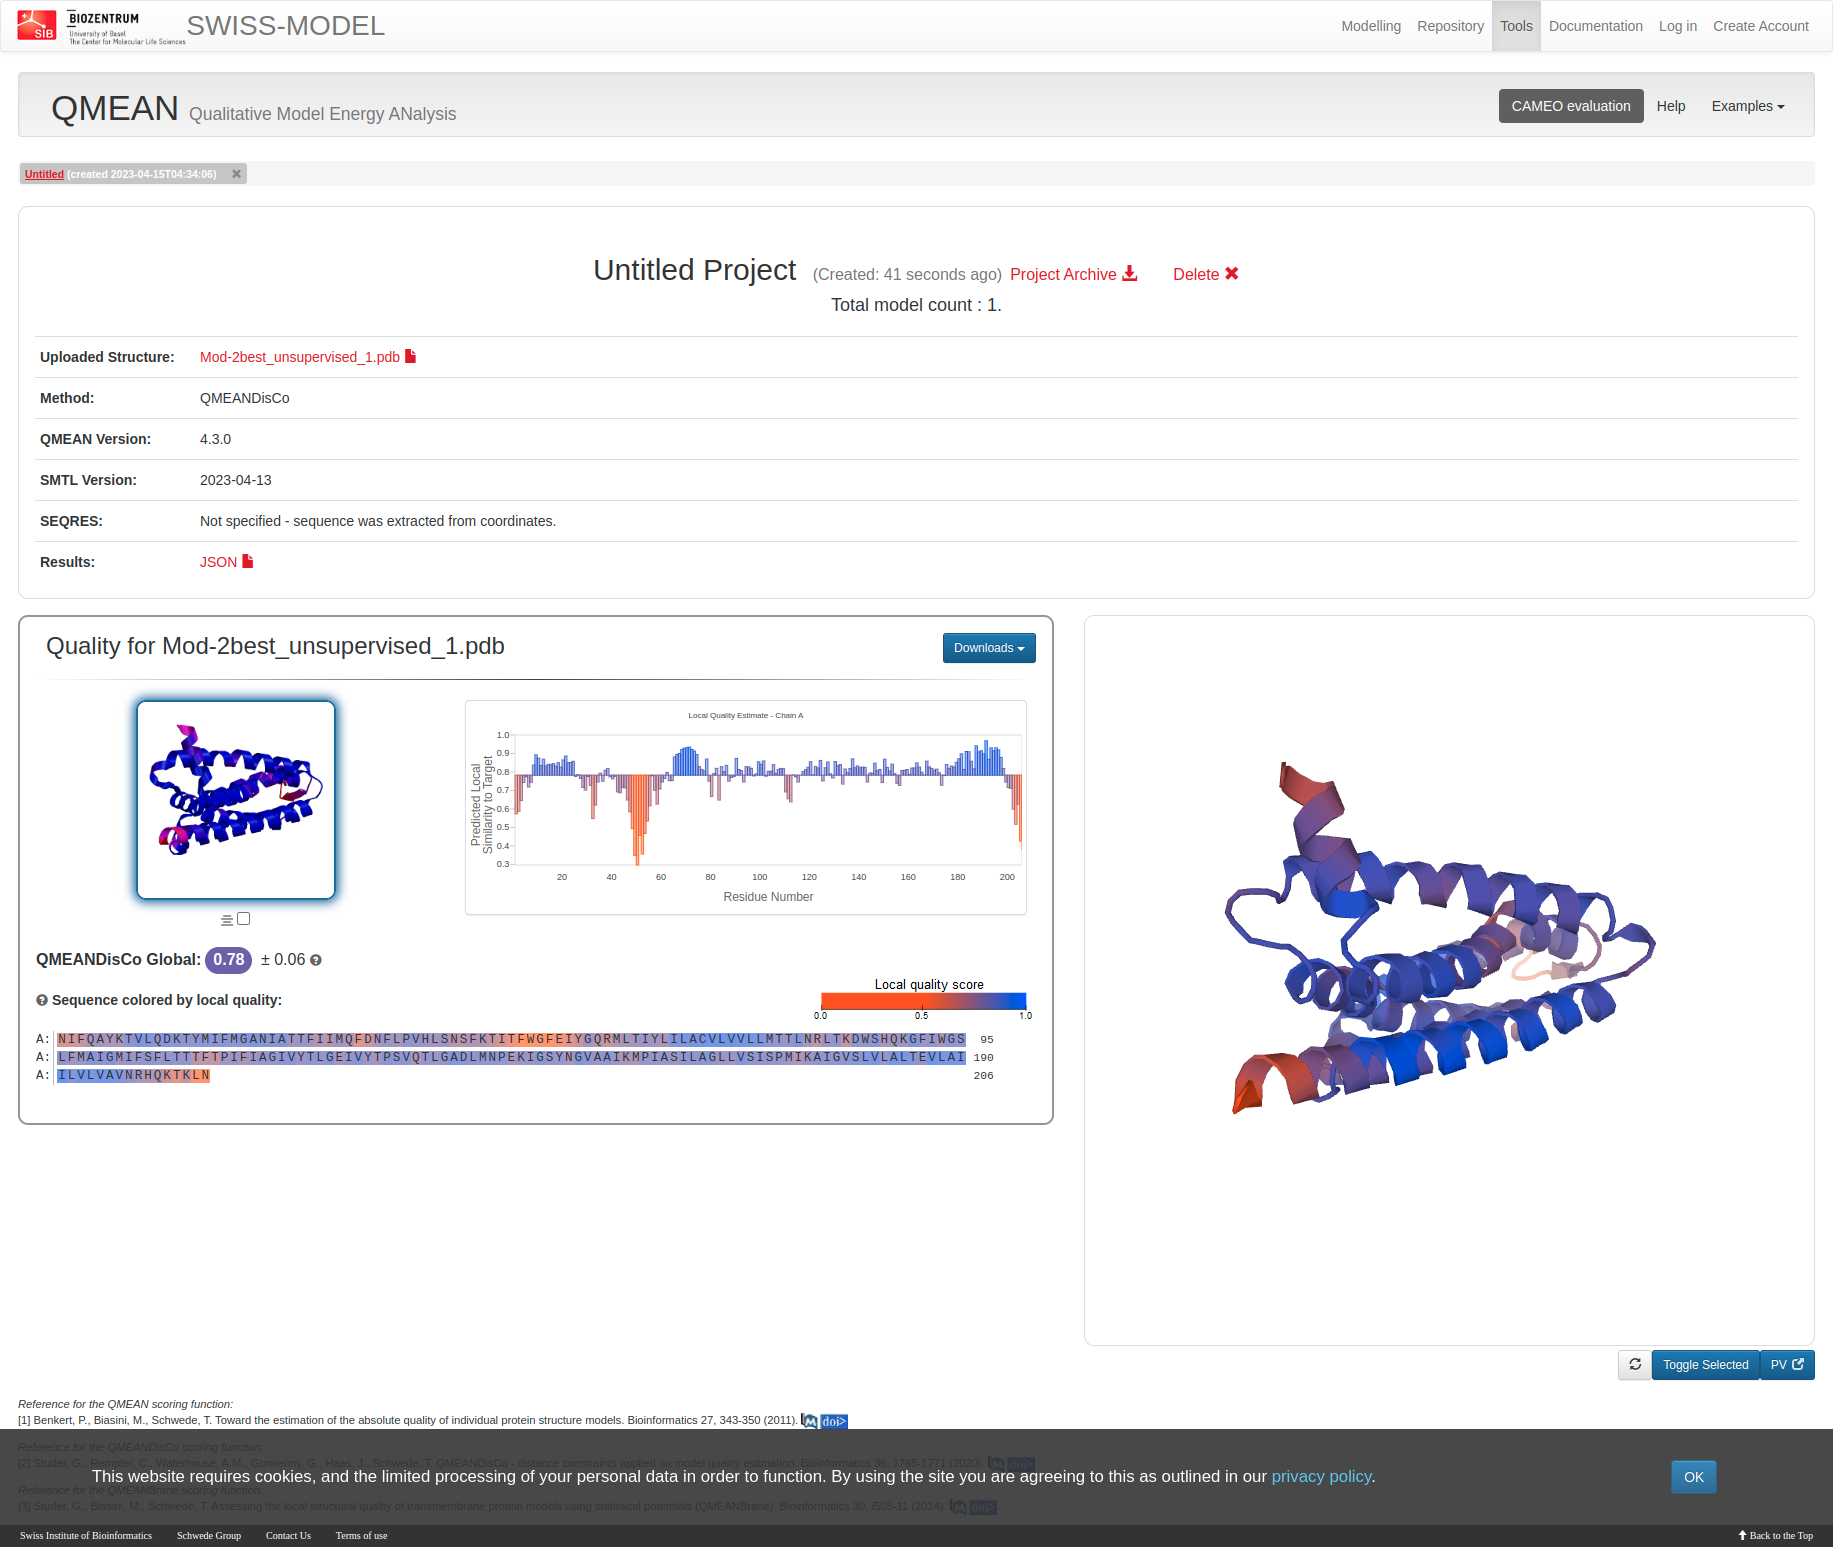 SIB
BIOZENTRUM
University of Basel
The Center for Molecular Life Sciences
SWISS-MODEL
Modelling Repository Tools Documentation Log in Create Account
QMEAN Qualitative Model Energy ANalysis
CAMEO evaluation Help Examples
Untitled (created 2023-04-15T04:34:06)
Untitled Project (Created: 41 seconds ago) Project Archive Delete
Total model count : 1.
Uploaded Structure: Mod-2best_unsupervised_1.pdb
Method: QMEANDisCo
QMEAN Version: 4.3.0
SMTL Version: 2023-04-13
SEQRES: Not specified - sequence was extracted from coordinates.
Results: JSON
Quality for Mod-2best_unsupervised_1.pdb
Downloads
Local Quality Estimate - Chain A
Predicted Local
Similarity to Target
1.0
0.9
0.8
0.7
0.6
0.5
0.4
0.3
20 40 60 80 100 120 140 160 180 200
Residue Number
QMEANDisCo Global: 0.78 ± 0.06
Sequence colored by local quality:
Local quality score
0.0 0.5 1.0
A: NIFQAYKTVLQDKTYMIFMGANIATTFIIMQFDNFLPVHLSNSFKTITFWGFEIYGQRMLTIYLILACVLVVLLMTTLNRLTKDWSHQKGFIWGS 95
A: LFMAIGMIFSFLTTTFTPIFIAGIVYTLGEIVYTPSVQTLGADLMNPEKIGSYNGVAAIKMPIASILAGLLVSISPMIKAIGVSLVLALTEVLAI 190
A: ILVLVAVNRHQKTKLN 206
Toggle Selected PV
Reference for the QMEAN scoring function:
[1] Benkert, P., Biasini, M., Schwede, T. Toward the estimation of the absolute quality of individual protein structure models. Bioinformatics 27, 343-350 (2011). M doi>
Reference for the QMEANDisCo scoring function:
[2] Studer, G., Rempfer, C., Waterhouse, A.M., Gumienny, G., Haas, J., Schwede, T. QMEANDisCo - distance constraints applied on model quality estimation. Bioinformatics 36, 1765-1771 (2020). M doi>
This website requires cookies, and the limited processing of your personal data in order to function. By using the site you are agreeing to this as outlined in our privacy policy. OK
Reference for the QMEANBrane scoring function:
[3] Studer, G., Biasini, M., Schwede, T. Assessing the local structural quality of transmembrane protein models using statistical potentials (QMEANBrane). Bioinformatics 30, i505-11 (2014). M doi>
Swiss Institute of Bioinformatics Schwede Group Contact Us Terms of use Back to the Top